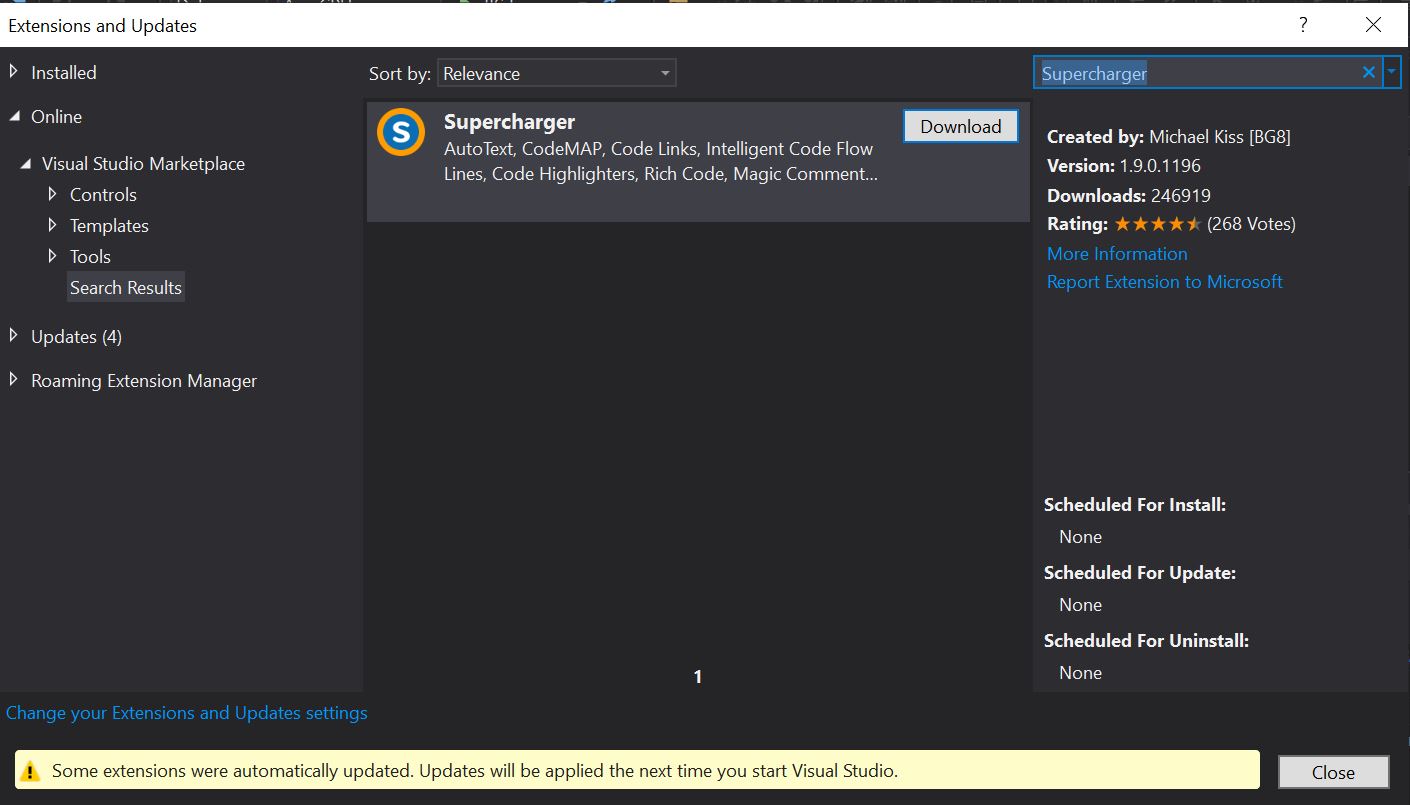 Extensions and Updates
?
Installed
Online
Visual Studio Marketplace
Controls
Templates
Tools
Search Results
Updates (4)
Roaming Extension Manager
Sort by: Relevance
S
Supercharger
AutoText, CodeMAP, Code Links, Intelligent Code Flow
Lines, Code Highlighters, Rich Code, Magic Comment...
Download
1
Supercharger
Created by: Michael Kiss [BG8]
Version: 1.9.0.1196
Downloads: 246919
Rating: (268 Votes)
More Information
Report Extension to Microsoft
Scheduled For Install:
None
Scheduled For Update:
None
Scheduled For Uninstall:
None
Change your Extensions and Updates settings
Some extensions were automatically updated. Updates will be applied the next time you start Visual Studio.
Close